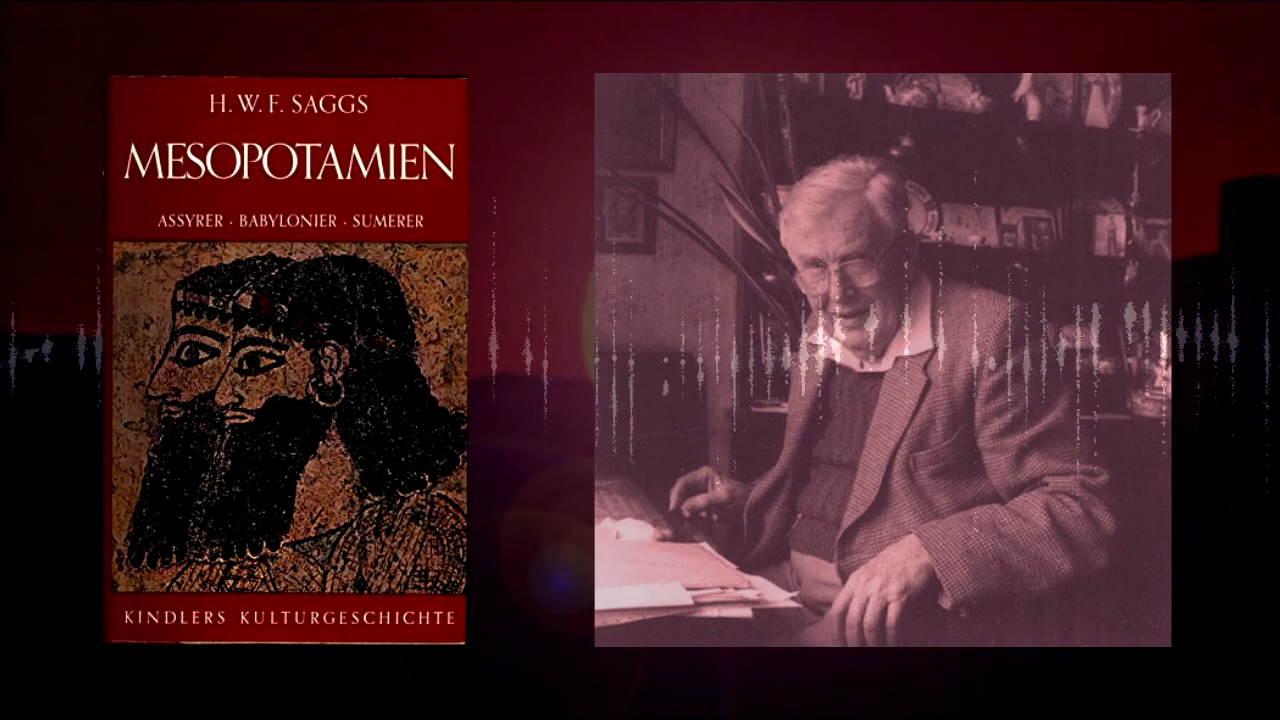 H. W. F. SAGGS
MESOPOTAMIEN
ASSYRER · BABYLONIER · SUMERER
KINDLERS KULTURGESCHICHTE